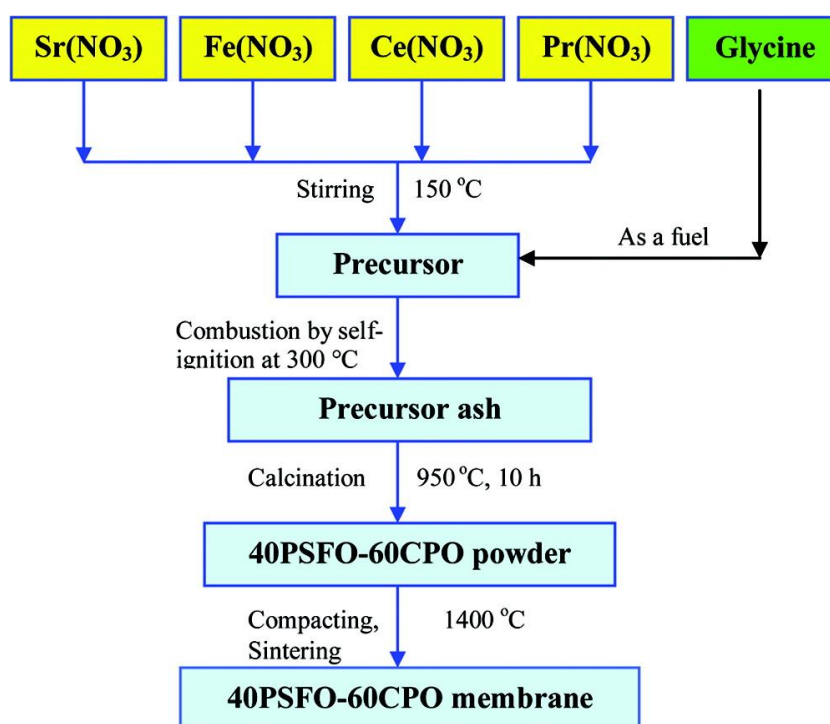 Sr(NO₃)
Fe(NO₃)
Ce(NO₃)
Pr(NO₃)
Glycine
Stirring
150 °C
As a fuel
Precursor
Combustion by self-
ignition at 300 °C
Precursor ash
Calcination
950 °C, 10 h
40PSFO-60CPO powder
Compacting,
Sintering
1400 °C
40PSFO-60CPO membrane